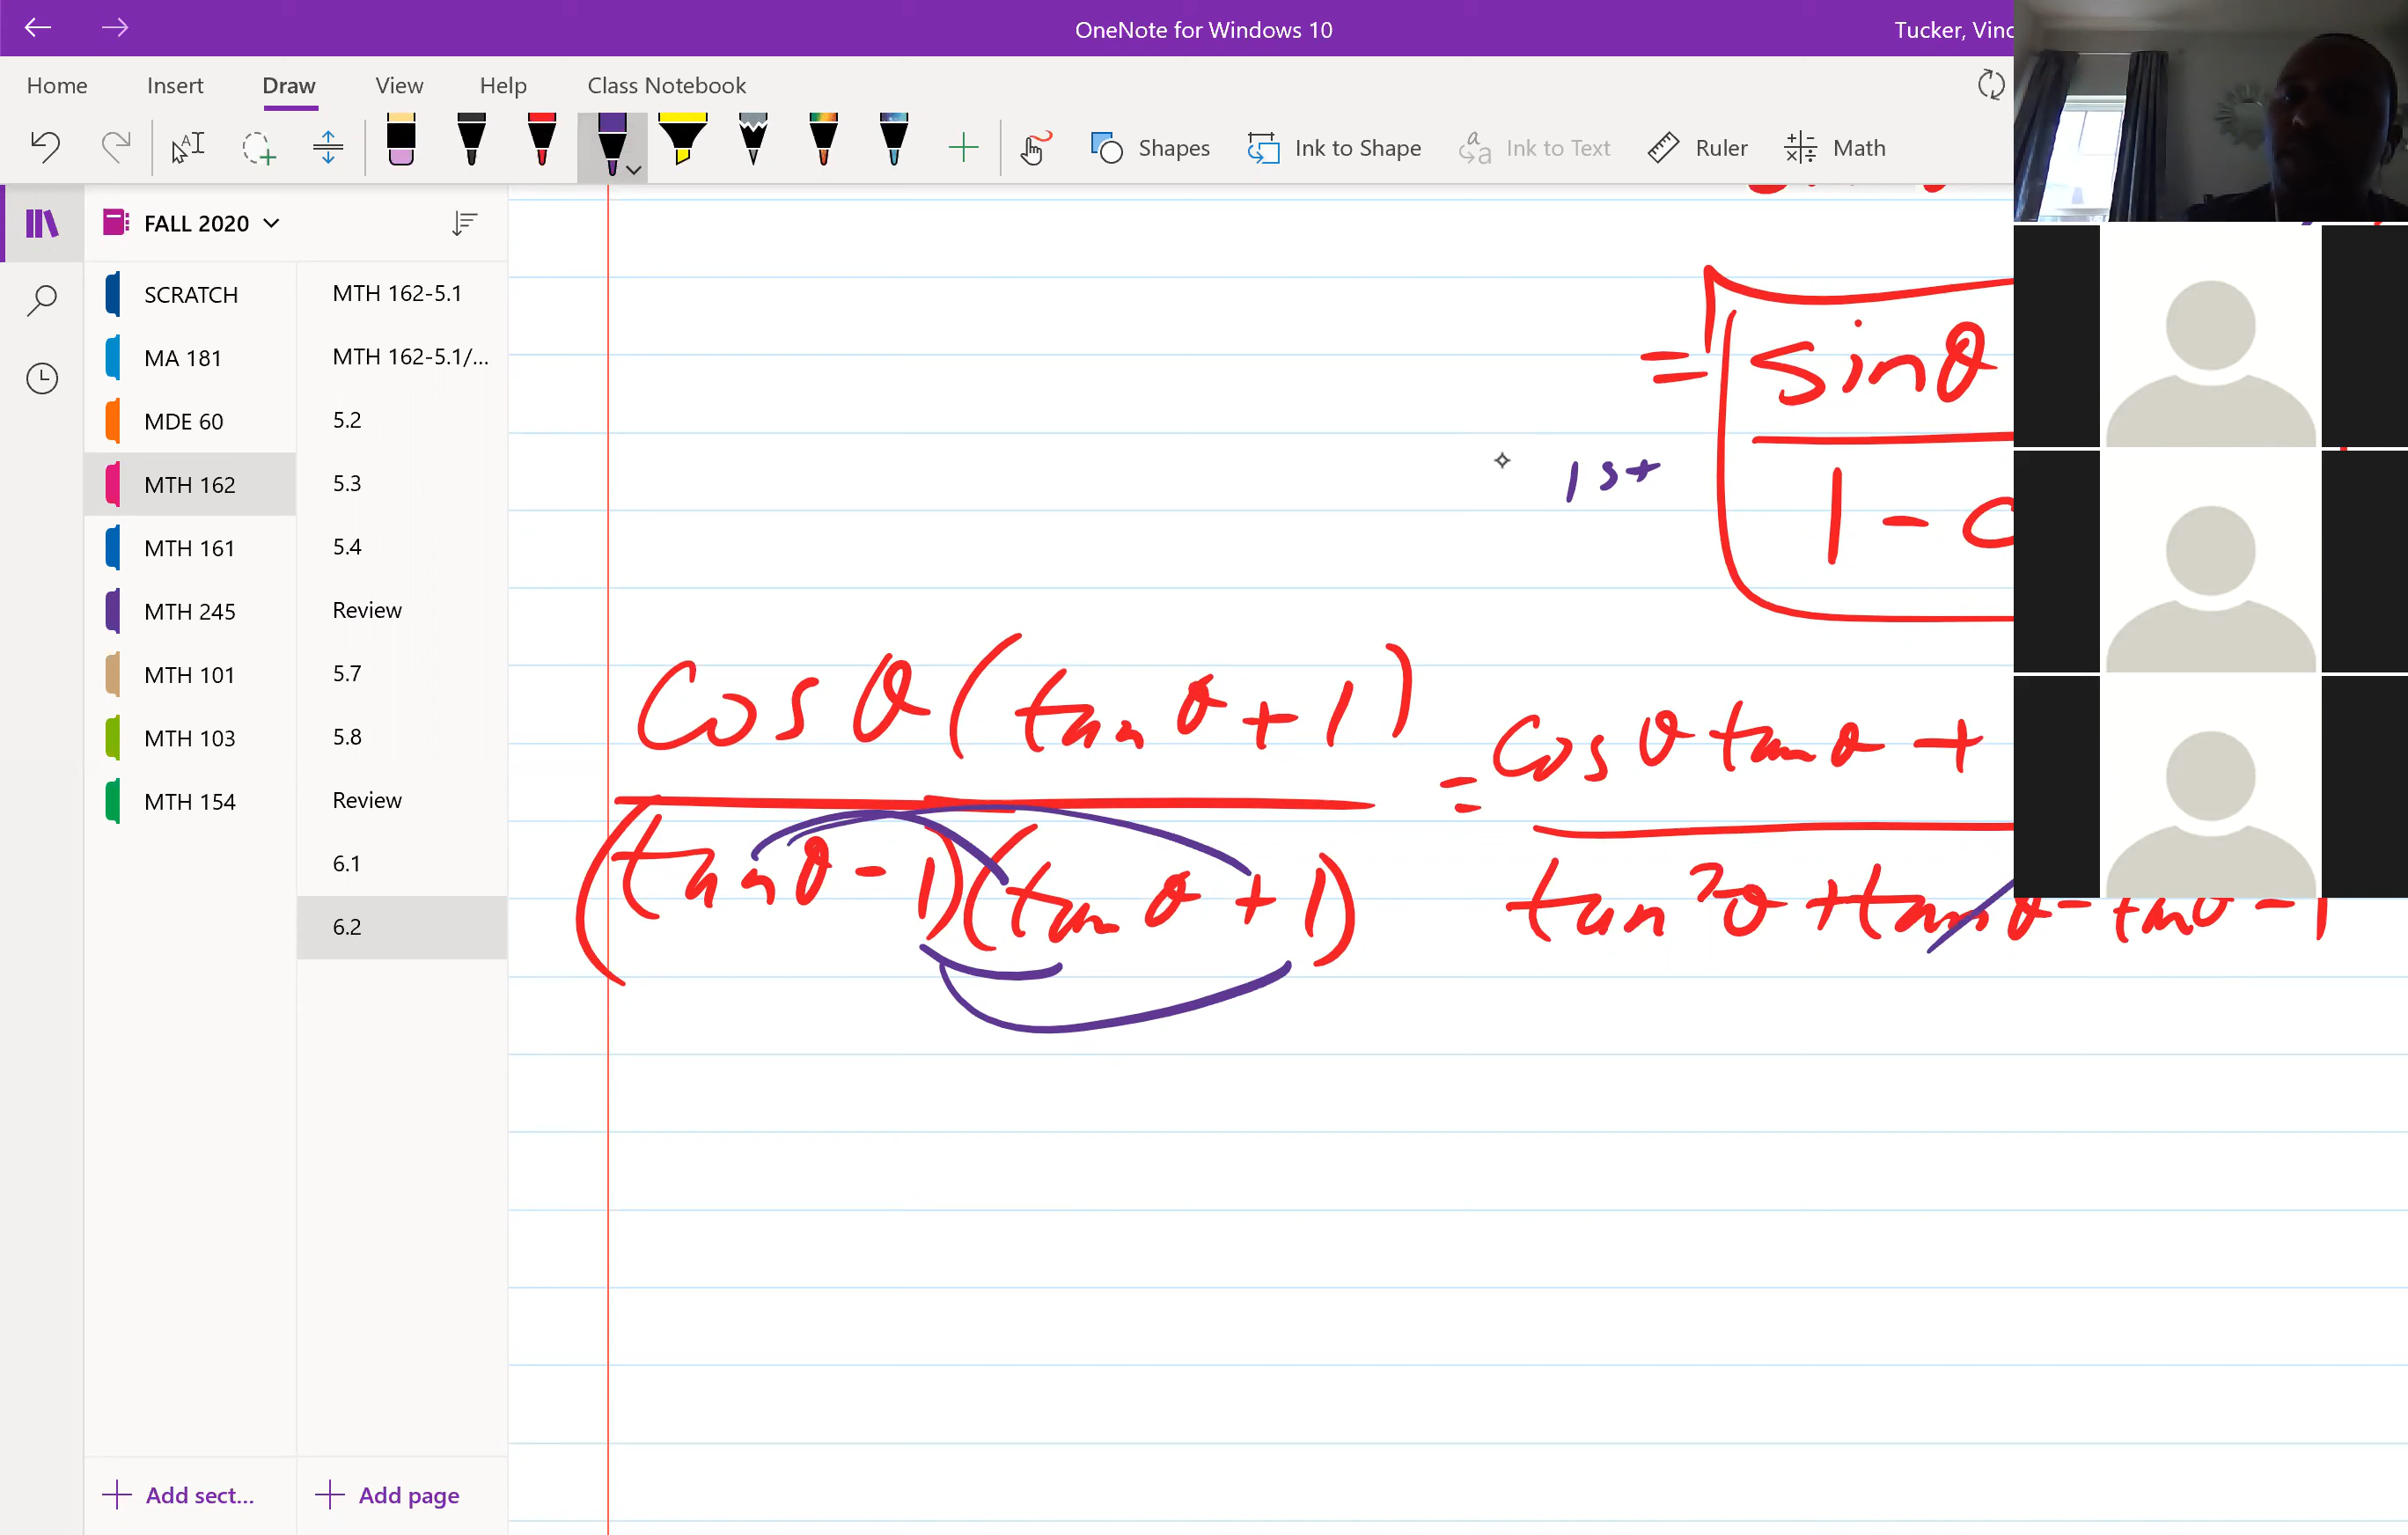 OneNote for Windows 10
Tucker, Vinc
Home Insert Draw View Help Class Notebook
Shapes Ink to Shape Ink to Text Ruler Math
FALL 2020
SCRATCH
MA 181
MDE 60
MTH 162
MTH 161
MTH 245
MTH 101
MTH 103
MTH 154
MTH 162-5.1
MTH 162-5.1/...
5.2
5.3
5.4
Review
5.7
5.8
Review
6.1
6.2
Add sect...
Add page
= sinθ
1st
1 -
cos θ(tan θ + 1) = cos θ tan θ +
(tan θ - 1)(tan θ + 1) tan²θ + tan θ - tan θ - 1